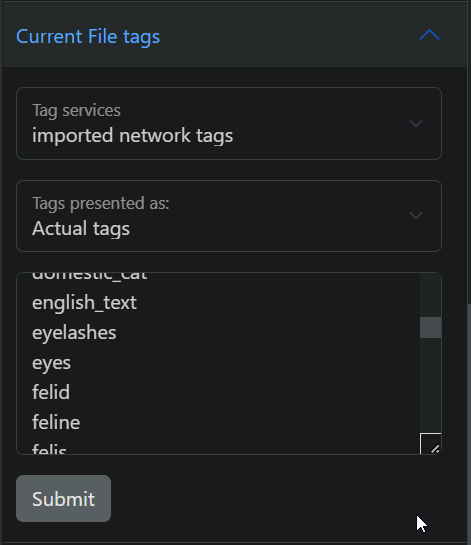 Current File tags
Tag services
imported network tags
Tags presented as:
Actual tags
domestic_cat
english_text
eyelashes
eyes
felid
feline
felis
Submit